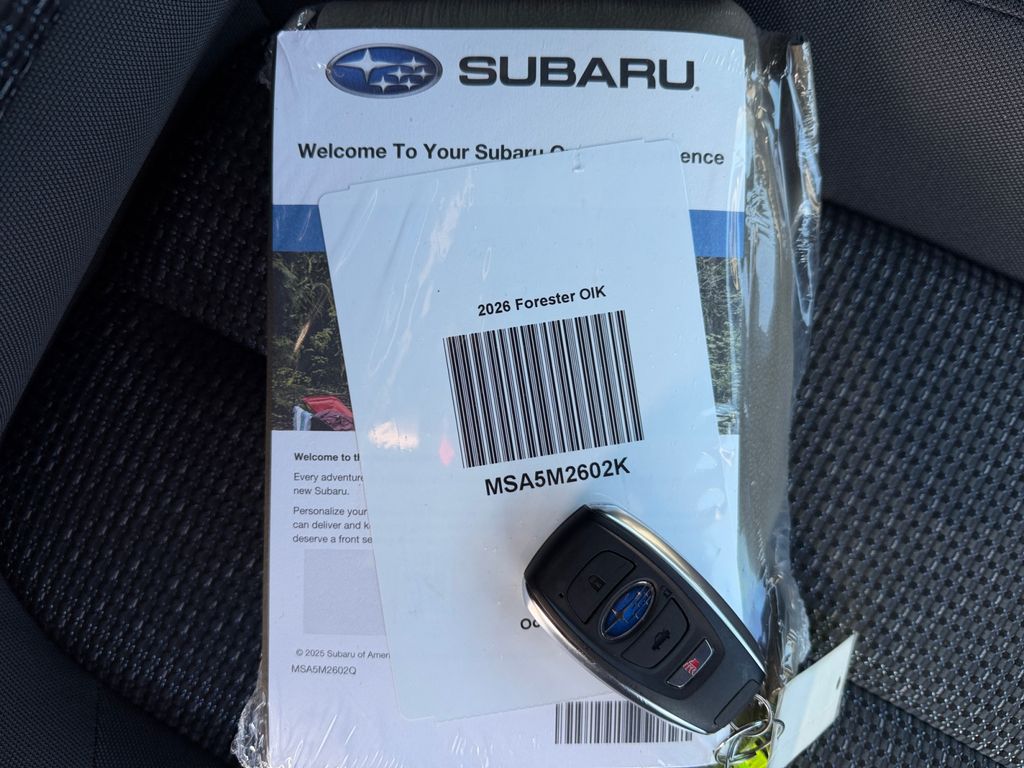 SUBARU
Welcome To Your Subaru
ence
2026 Forester OIK
MSA5M2602K
Welcome to th
Every adventure
new Subaru.
Personalize your
can deliver and k
deserve a front se
© 2025 Subaru of Ameri
MSA5M2602Q